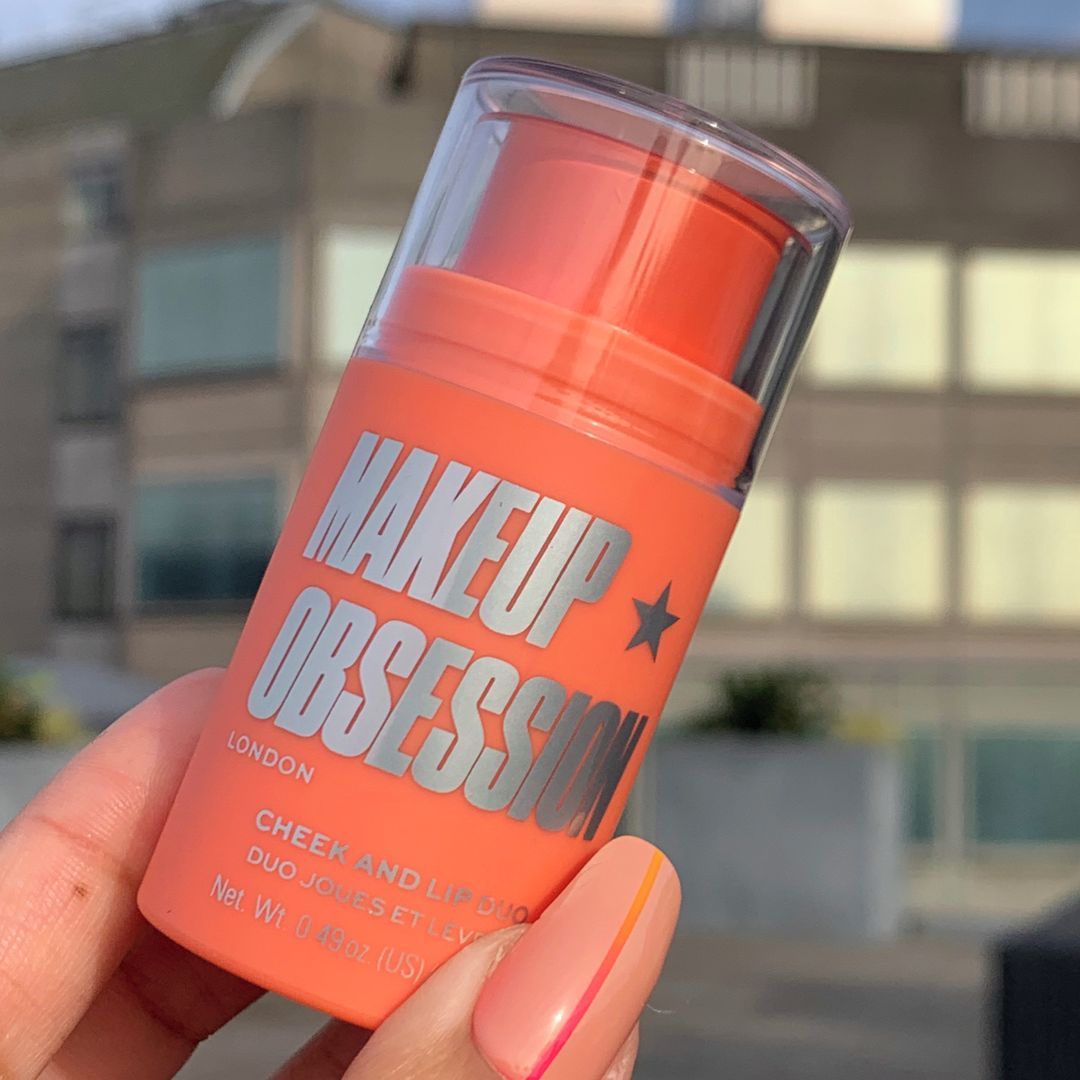 MAKEUP
OBSESSION
LONDON
CHEEK AND LIP DUO
DUO JOUES ET
Net. Wt. 0.49oz. (US)